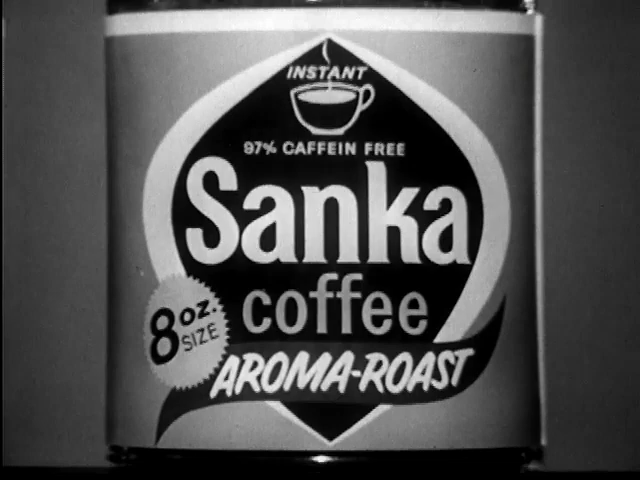 INSTANT
97% CAFFEIN FREE
Sanka
coffee
8 oz.
SIZE
AROMA-ROAST